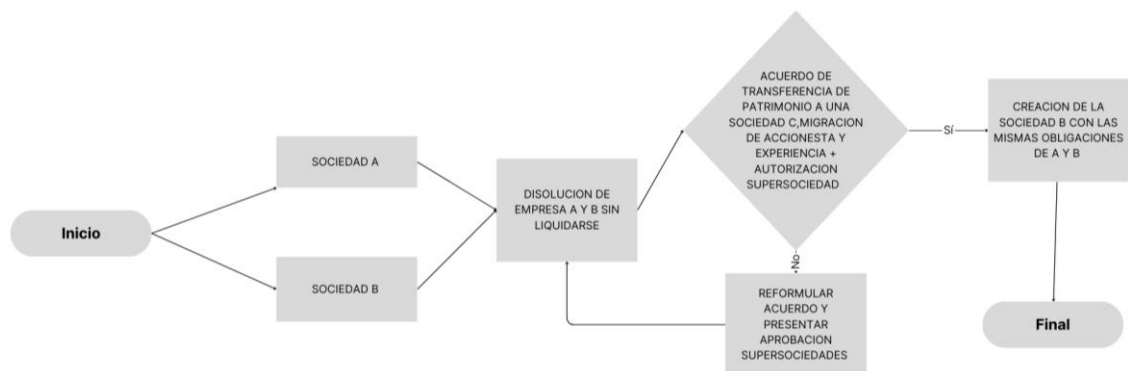 Inicio
SOCIEDAD A
SOCIEDAD B
DISOLUCION DE
EMPRESA A Y B SIN
LIQUIDARSE
ACUERDO DE
TRANSFERENCIA DE
PATRIMONIO A UNA
SOCIEDAD C,MIGRACION
DE ACCIONESTA Y
EXPERIENCIA +
AUTORIZACION
SUPERSOCIEDAD
No
REFORMULAR
ACUERDO Y
PRESENTAR
APROBACION
SUPERSOCIEDADES
Sí
CREACION DE LA
SOCIEDAD B CON LAS
MISMAS OBLIGACIONES
DE A Y B
Final